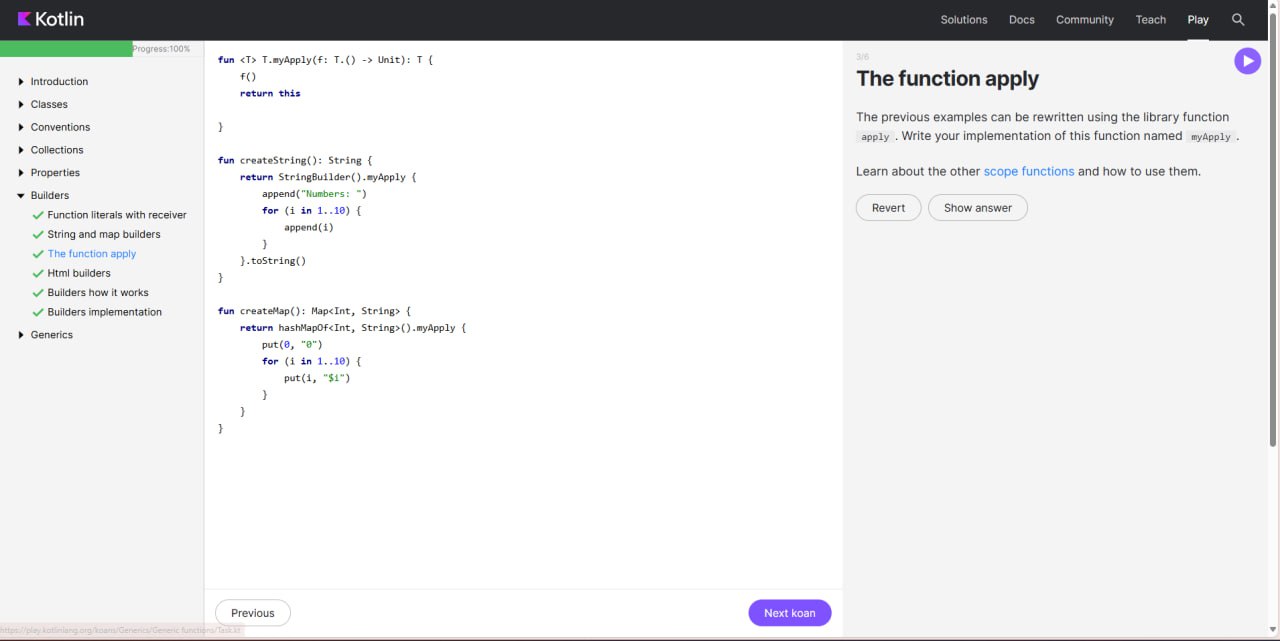 Kotlin
Solutions Docs Community Teach Play
Progress:100%
Introduction
Classes
Conventions
Collections
Properties
Builders
Function literals with receiver
String and map builders
The function apply
Html builders
Builders how it works
Builders implementation
Generics
fun <T> T.myApply(f: T.() -> Unit): T {
    f()
    return this

}

fun createString(): String {
    return StringBuilder().myApply {
        append("Numbers: ")
        for (i in 1..10) {
            append(i)
        }
    }.toString()
}

fun createMap(): Map<Int, String> {
    return hashMapOf<Int, String>().myApply {
        put(0, "0")
        for (i in 1..10) {
            put(i, "$i")
        }
    }
}
Previous
Next koan
3/6
The function apply
The previous examples can be rewritten using the library function
apply . Write your implementation of this function named myApply .
Learn about the other scope functions and how to use them.
Revert
Show answer
https://play.kotlinlang.org/koans/Generics/Generic functions/Task.kt